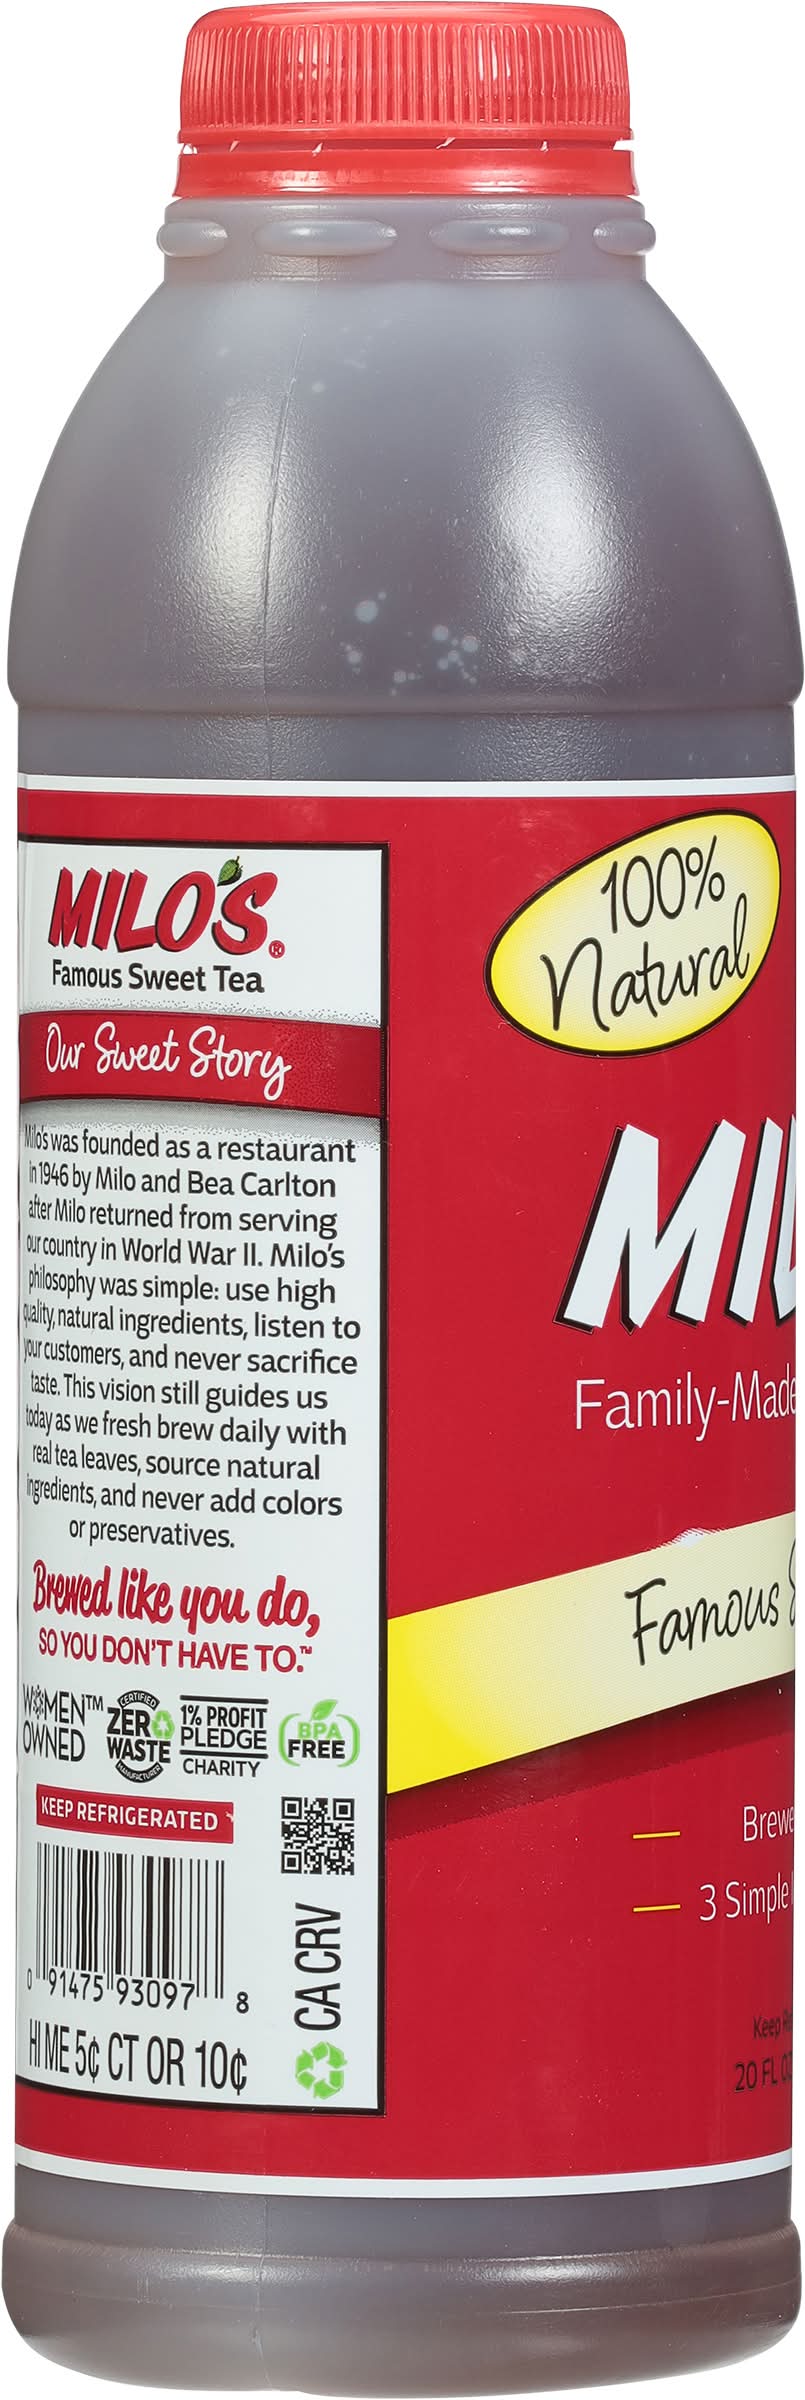 MILO'S®
Famous Sweet Tea
Our Sweet Story
Milo's was founded as a restaurant
in 1946 by Milo and Bea Carlton
after Milo returned from serving
our country in World War II. Milo's
philosophy was simple: use high
quality, natural ingredients, listen to
your customers, and never sacrifice
taste. This vision still guides us
today as we fresh brew daily with
real tea leaves, source natural
ingredients, and never add colors
or preservatives.
Brewed like you do,
SO YOU DON'T HAVE TO.™
WOMEN™
OWNED
CERTIFIED
ZERO
WASTE
MANUFACTURER
1% PROFIT
PLEDGE
CHARITY
BPA
FREE
KEEP REFRIGERATED
0 91475 93097 8
CA CRV
HI ME 5¢ CT OR 10¢
100%
Natural
MIL
Family-Made
Famous
Brewe
3 Simple
Keep
20 FL OZ